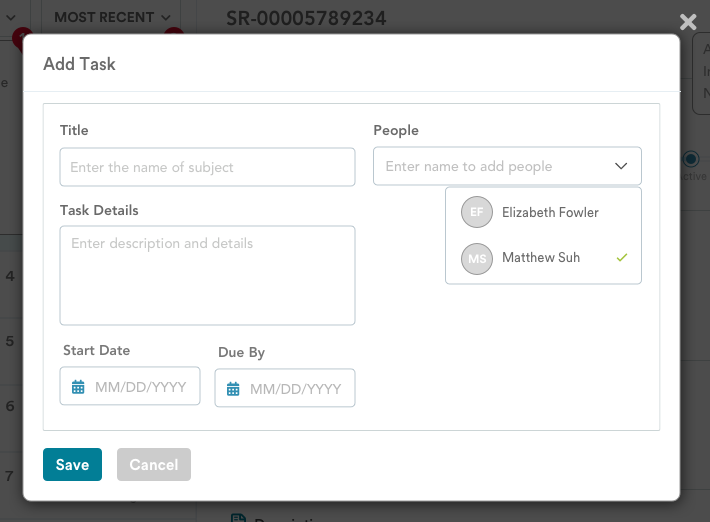 MOST RECENT
SR-00005789234
Add Task
Title
People
Enter the name of subject
Enter name to add people
Task Details
EF
Elizabeth Fowler
Enter description and details
MS
Matthew Suh
4
5
Start Date
Due By
MM/DD/YYYY
MM/DD/YYYY
6
Save
Cancel
7